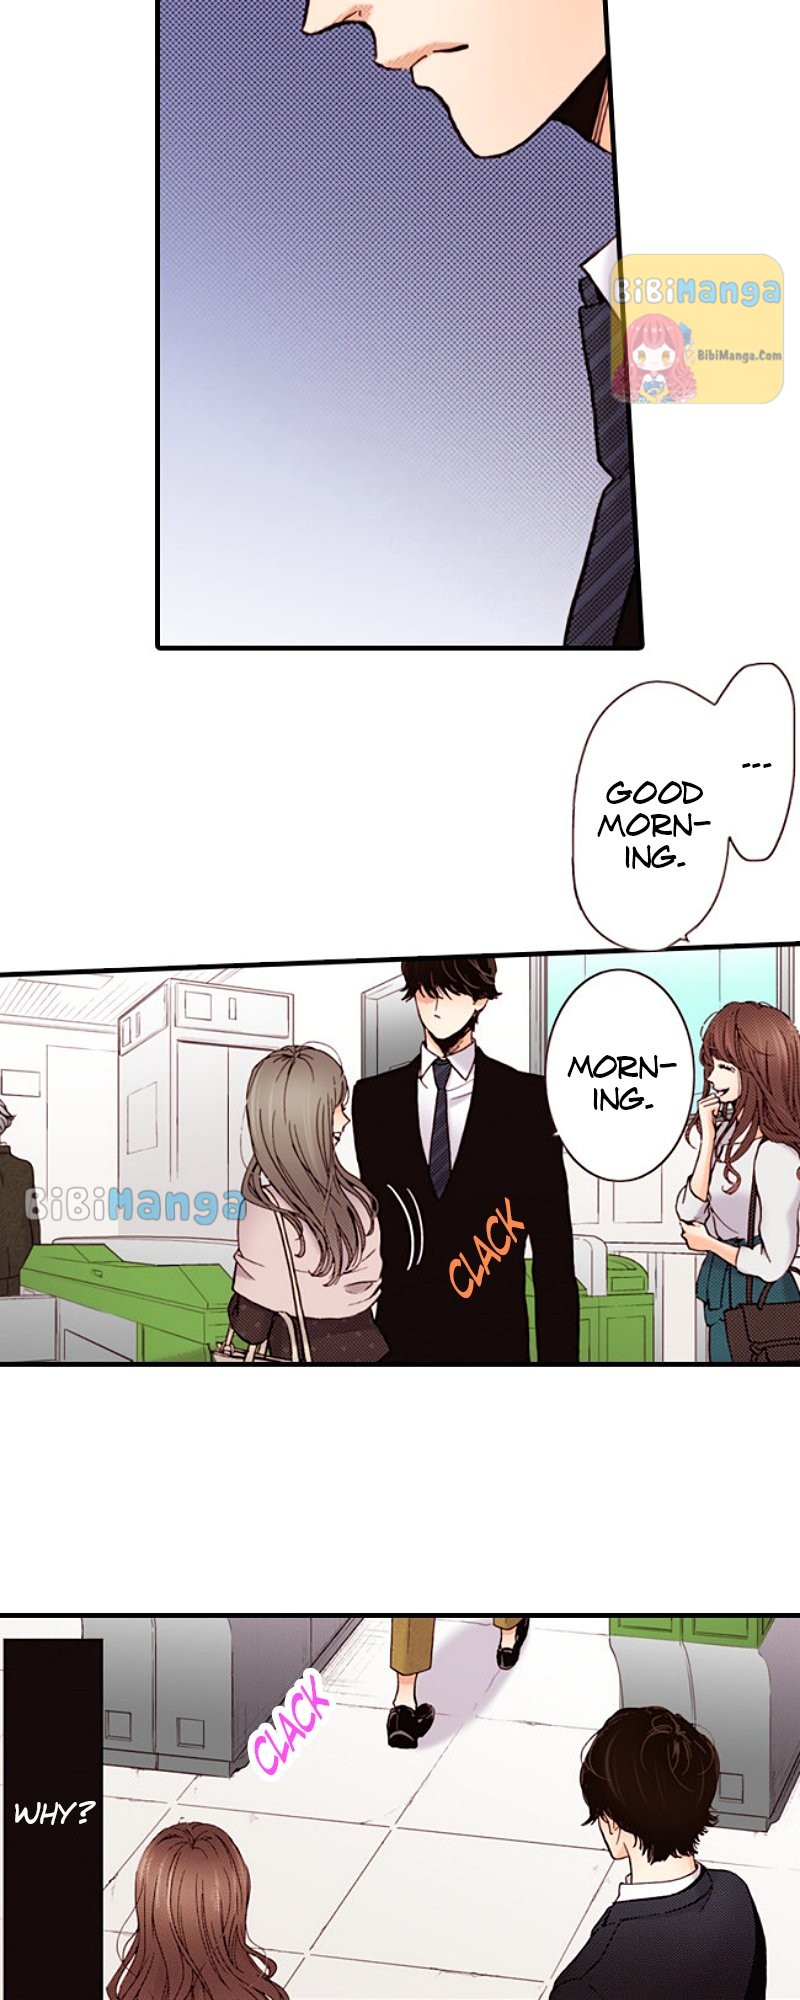 BiBiManga
BibiManga.Com
...
GOOD
MORN-
ING.
MORN-
ING.
BiBiManga
CLACK
CLACK
WHY?